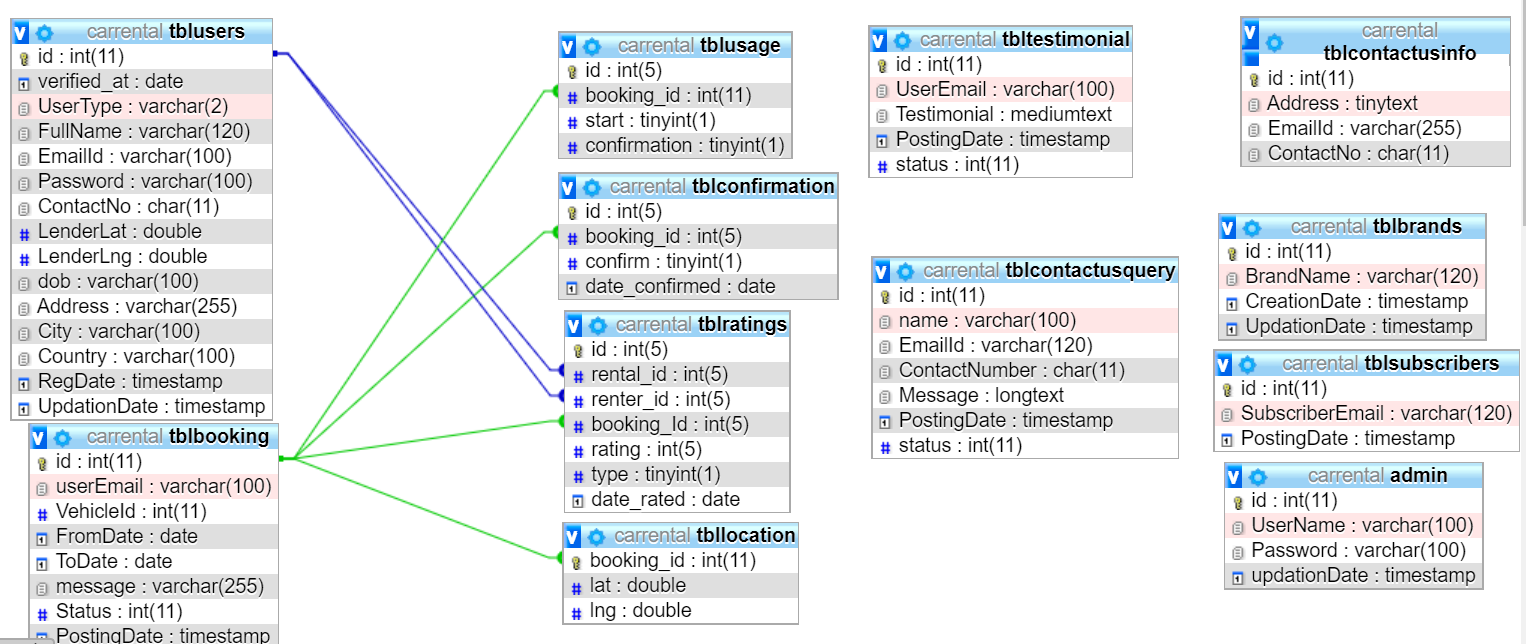 carrental tblusers
id : int(11)
verified_at : date
UserType : varchar(2)
FullName : varchar(120)
EmailId : varchar(100)
Password : varchar(100)
ContactNo : char(11)
LenderLat : double
LenderLng : double
dob : varchar(100)
Address : varchar(255)
City : varchar(100)
Country : varchar(100)
RegDate : timestamp
UpdationDate : timestamp
carrental tblbooking
id : int(11)
userEmail : varchar(100)
VehicleId : int(11)
FromDate : date
ToDate : date
message : varchar(255)
Status : int(11)
PostingDate : timestamp
carrental tblusage
id : int(5)
booking_id : int(11)
start : tinyint(1)
confirmation : tinyint(1)
carrental tblconfirmation
id : int(5)
booking_id : int(5)
confirm : tinyint(1)
date_confirmed : date
carrental tblratings
id : int(5)
rental_id : int(5)
renter_id : int(5)
booking_Id : int(5)
rating : int(5)
type : tinyint(1)
date_rated : date
carrental tbllocation
booking_id : int(11)
lat : double
lng : double
carrental tbltestimonial
id : int(11)
UserEmail : varchar(100)
Testimonial : mediumtext
PostingDate : timestamp
status : int(11)
carrental tblcontactusquery
id : int(11)
name : varchar(100)
EmailId : varchar(120)
ContactNumber : char(11)
Message : longtext
PostingDate : timestamp
status : int(11)
carrental
tblcontactusinfo
id : int(11)
Address : tinytext
EmailId : varchar(255)
ContactNo : char(11)
carrental tblbrands
id : int(11)
BrandName : varchar(120)
CreationDate : timestamp
UpdationDate : timestamp
carrental tblsubscribers
id : int(11)
SubscriberEmail : varchar(120)
PostingDate : timestamp
carrental admin
id : int(11)
UserName : varchar(100)
Password : varchar(100)
updationDate : timestamp